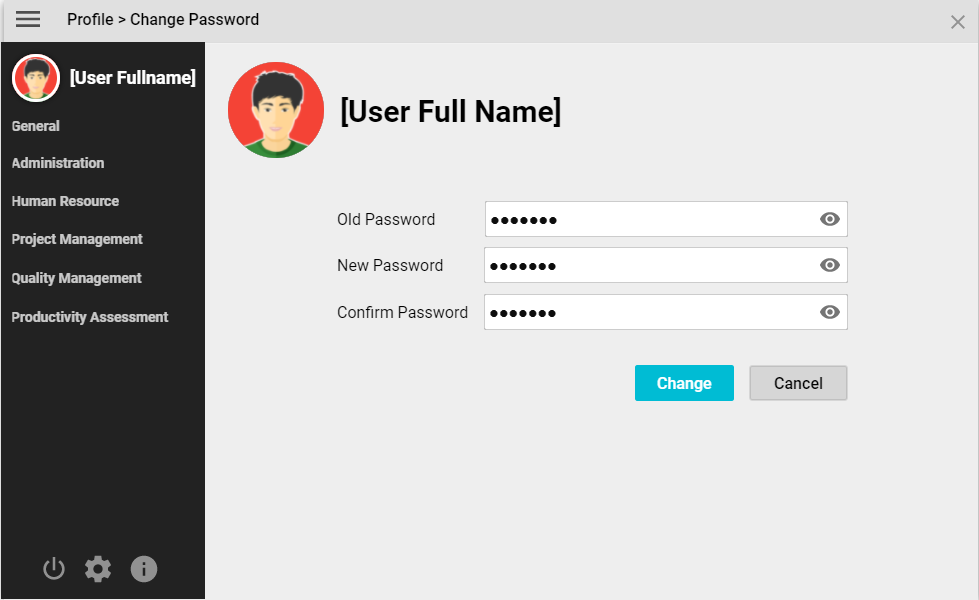 Profile > Change Password
[User Fullname]
General
Administration
Human Resource
Project Management
Quality Management
Productivity Assessment
[User Full Name]
Old Password ●●●●●●●
New Password ●●●●●●●
Confirm Password ●●●●●●●
Change Cancel